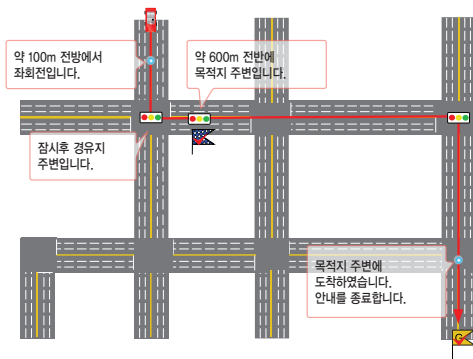 약 100m 전방에서
좌회전입니다.
약 600m 전반에
목적지 주변입니다.
잠시후 경유지
주변입니다.
목적지 주변에
도착하였습니다.
안내를 종료합니다.
G